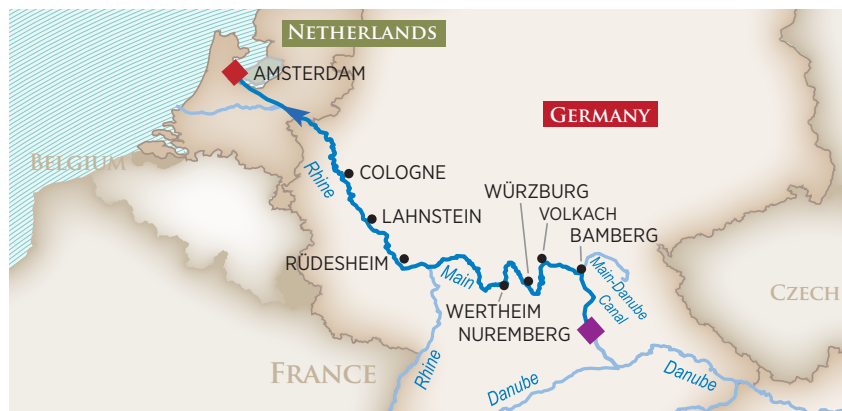 NETHERLANDS
AMSTERDAM
GERMANY
BELGIUM
Rhine
COLOGNE
WÜRZBURG
LAHNSTEIN
VOLKACH
BAMBERG
RÜDESHEIM
Main
Main-Danube
Canal
CZECH
WERTHEIM
NUREMBERG
FRANCE
Rhine
Danube
Danube